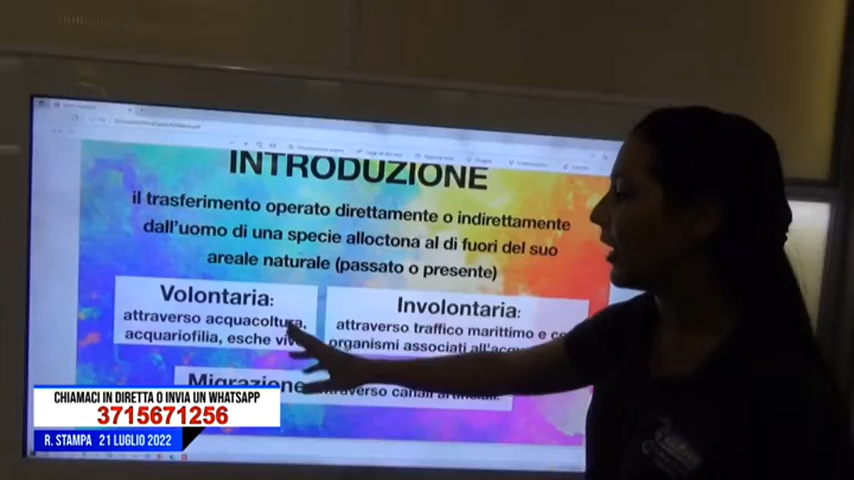 INTRODUZIONE
il trasferimento operato direttamente o indirettamente
dall'uomo di una specie alloctona al di fuori del suo
areale naturale (passato o presente)
Volontaria:
attraverso acquacoltura,
acquariofilia, esche
Involontaria:
attraverso traffico marittimo e
organismi associati
Migrazione
canali artificiali.
CHIAMACI IN DIRETTA O INVIA UN WHATSAPP
3715671256
R. STAMPA 21 LUGLIO 2022